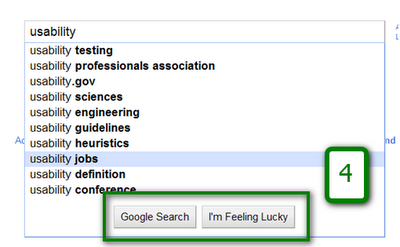 usability
usability testing
usability professionals association
usability.gov
usability sciences
usability engineering
usability guidelines
usability heuristics
usability jobs
usability definition
usability conference
4
Google Search I'm Feeling Lucky